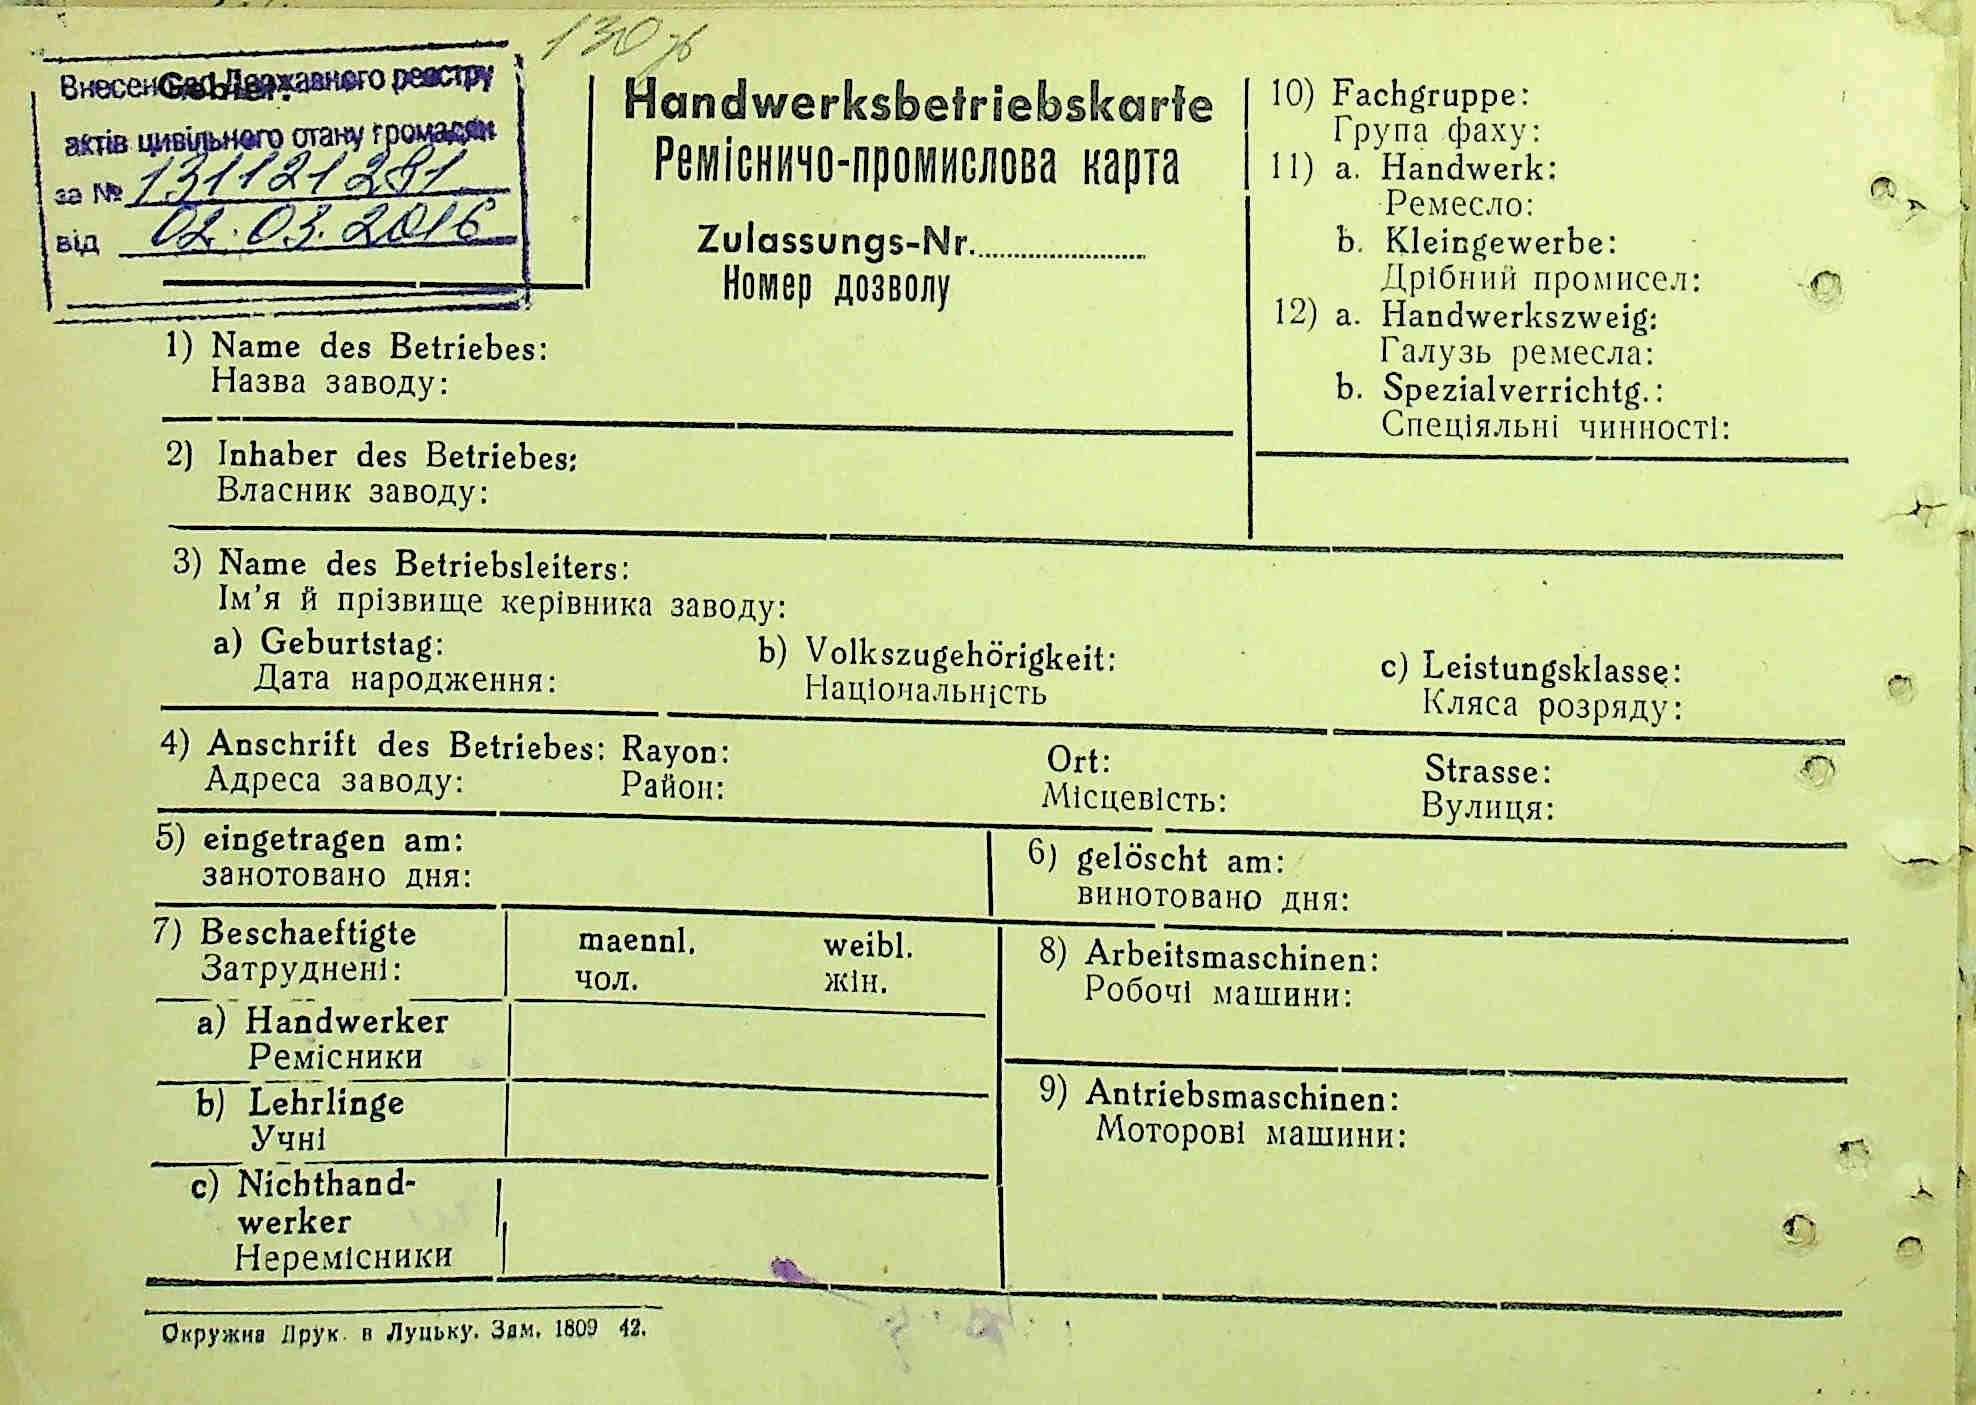 130 зв
Внесено до Державного реєстру
Gebiet:
актів цивільного стану громадян
за № 131121281
від 02.03.2016
Handwerksbetriebskarte
Ремісничо-промислова карта
Zulassungs-Nr.
Номер дозволу
10) Fachgruppe:
Група фаху:
11) a. Handwerk:
Ремесло:
b. Kleingewerbe:
Дрібний промисел:
12) a. Handwerkszweig:
Галузь ремесла:
b. Spezialverrichtg.:
Спеціяльні чинності:
1) Name des Betriebes:
Назва заводу:
2) Inhaber des Betriebes:
Власник заводу:
3) Name des Betriebsleiters:
Ім'я й прізвище керівника заводу:
a) Geburtstag: b) Volkszugehörigkeit: c) Leistungsklasse:
Дата народження: Національність Кляса розряду:
4) Anschrift des Betriebes: Rayon: Ort: Strasse:
Адреса заводу: Район: Місцевість: Вулиця:
5) eingetragen am: 6) gelöscht am:
занотовано дня: винотовано дня:
7) Beschaeftigte maennl. weibl.
Затруднені: чол. жін.
a) Handwerker
Ремісники
b) Lehrlinge
Учні
c) Nichthand-
werker
Неремісники
8) Arbeitsmaschinen:
Робочі машини:
9) Antriebsmaschinen:
Моторові машини:
Окружна Друк. в Луцьку. Зам. 1809 42.